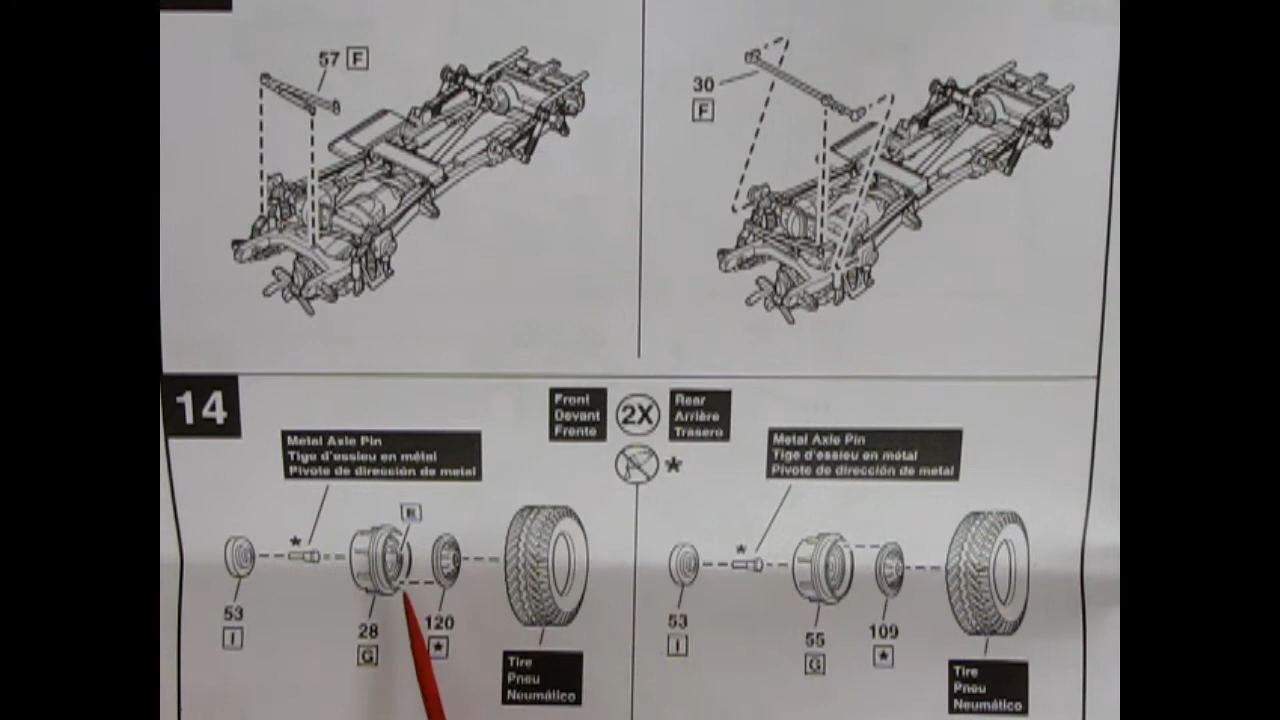 57 F
30
F
14
Front
Devant
Frente
2X
Rear
Arrière
Trasero
*
Metal Axle Pin
Tige d'essieu en métal
Pivote de dirección de metal
Metal Axle Pin
Tige d'essieu en métal
Pivote de dirección de metal
*
*
53
I
28
G
120
★
Tire
Pneu
Neumático
53
I
55
G
109
★
Tire
Pneu
Neumático